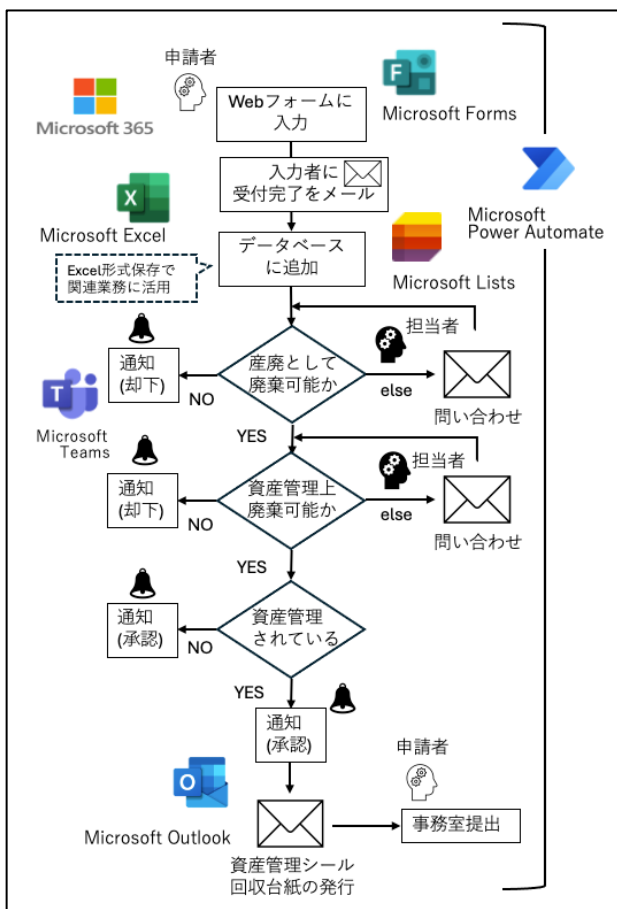 申請者
Webフォームに
入力
Microsoft 365
Microsoft Forms
入力者に
受付完了をメール
Microsoft Excel
Microsoft
Power Automate
データベース
に追加
Excel形式保存で
関連業務に活用
Microsoft Lists
担当者
通知
(却下)
NO
産廃として
廃棄可能か
else
問い合わせ
Microsoft
Teams
YES
担当者
通知
(却下)
NO
資産管理上
廃棄可能か
else
問い合わせ
YES
通知
(承認)
NO
資産管理
されている
YES
通知
(承認)
申請者
Microsoft Outlook
事務室提出
資産管理シール
回収台紙の発行